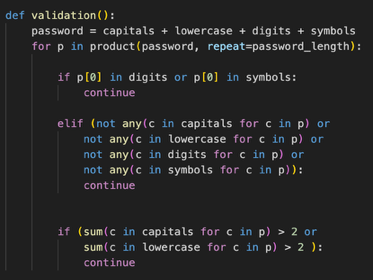 def validation():
    password = capitals + lowercase + digits + symbols
    for p in product(password, repeat=password_length):
        if p[0] in digits or p[0] in symbols:
            continue
        elif (not any(c in capitals for c in p) or
            not any(c in lowercase for c in p) or
            not any(c in digits for c in p) or
            not any(c in symbols for c in p)):
            continue
        if (sum(c in capitals for c in p) > 2 or
            sum(c in lowercase for c in p) > 2 ):
            continue